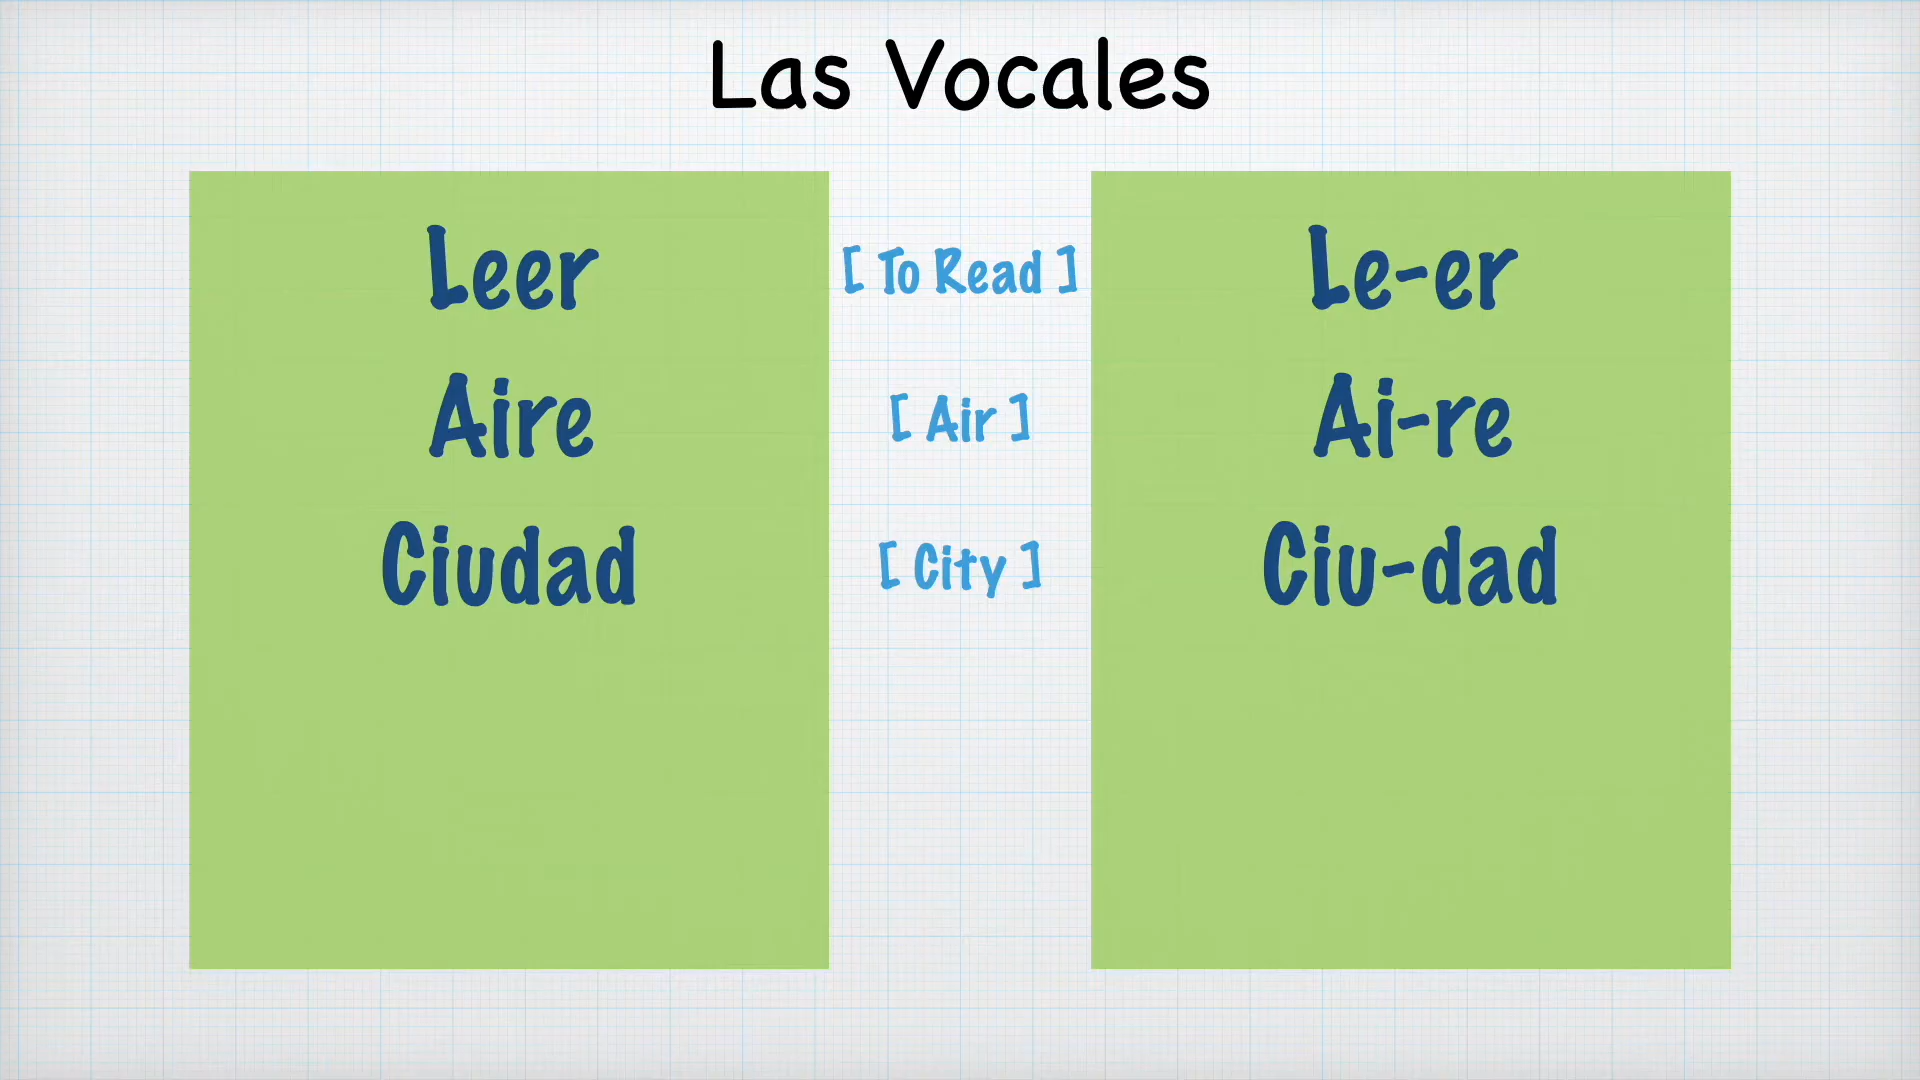 Las Vocales
Leer [ To Read ] Le-er
Aire [ Air ] Ai-re
Ciudad [ City ] Ciu-dad